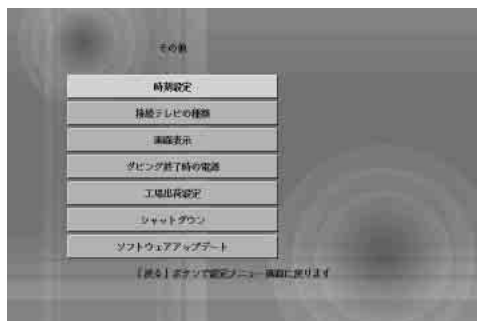 その他
時刻設定
接続テレビの種類
画面表示
ダビング終了時の電源
工場出荷設定
シャットダウン
ソフトウェアアップデート
[戻る]ボタンで設定メニュー画面に戻ります